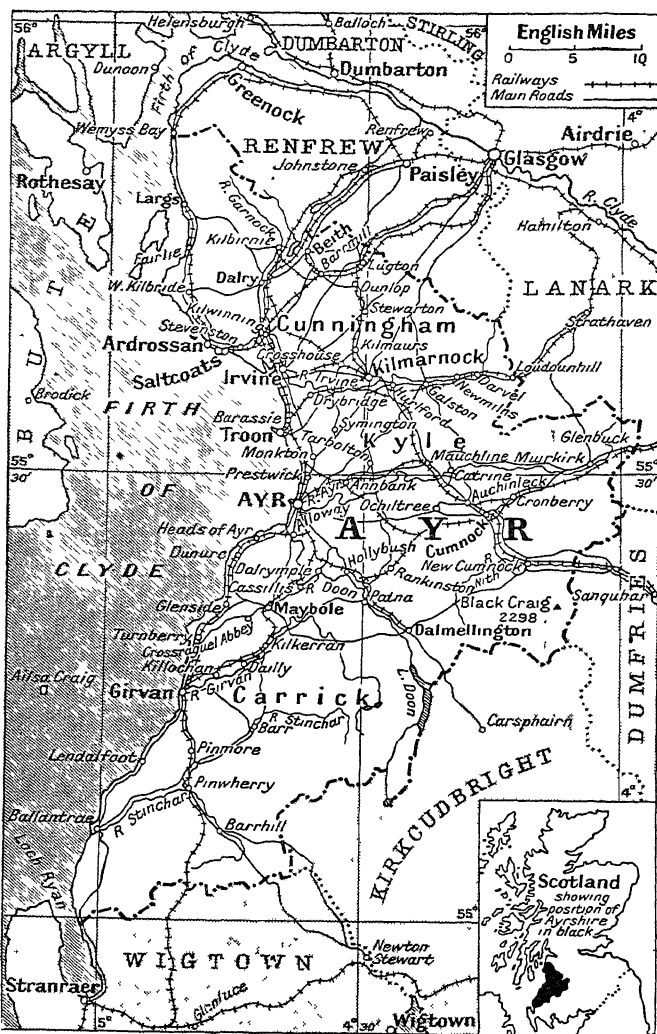 56°
Helensburgh
Balloch
STIRLING
56°
English Miles
0 5 10
Railways
Main Roads
ARGYLL
Dunoon
Firth of Clyde
DUMBARTON
Dumbarton
Greenock
4°
Wemyss Bay
RENFREW
Renfrew
Airdrie
Johnstone
Glasgow
Rothesay
Paisley
R. Clyde
Largs
R. Garnock
Hamilton
BUTE
Fairlie
Kilbirnie
Beith
Barrhill
Lugton
W. Kilbride
Dalry
Dunlop
LANARK
Stewarton
Kilwinning
Cunningham
Strathaven
Stevenston
Kilmaurs
Ardrossan
Crosshouse
Kilmarnock
Loudounhill
Saltcoats
Irvine
R. Irvine
Darvel
Newmilns
Galston
Hurlford
Brodick
Drybridge
FIRTH
Barassie
Symington
Glenbuck
Troon
Tarbolton
Kyle
Monkton
Mauchline
Muirkirk
55° 30'
Prestwick
Catrine
55° 30'
OF
R. Ayr
Annbank
Auchinleck
AYR
Ochiltree
Cronberry
Alloway
AYR
Heads of Ayr
Cumnock
Dunure
Hollybush
CLYDE
Dalrymple
New Cumnock
R. Nith
Cassillis
R Doon
Patna
Rankinston
Sanquhar
Glenside
Maybole
Black Craig
2298
DUMFRIES
Turnberry
Crossraguel Abbey
Dalmellington
Kilkerran
Killochan
Dailly
Ailsa Craig
R. Girvan
Girvan
Carrick
L. Doon
R Stinchar
Barr
Carsphairn
Lendalfoot
Pinmore
Pinwherry
KIRKCUDBRIGHT
4°
Ballantrae
R Stinchar
Barrhill
Loch Ryan
Scotland
showing
position of
Ayrshire
in black
55°
WIGTOWN
Newton
Stewart
Stranraer
Glenluce
5°
4° 30'
Wigtown